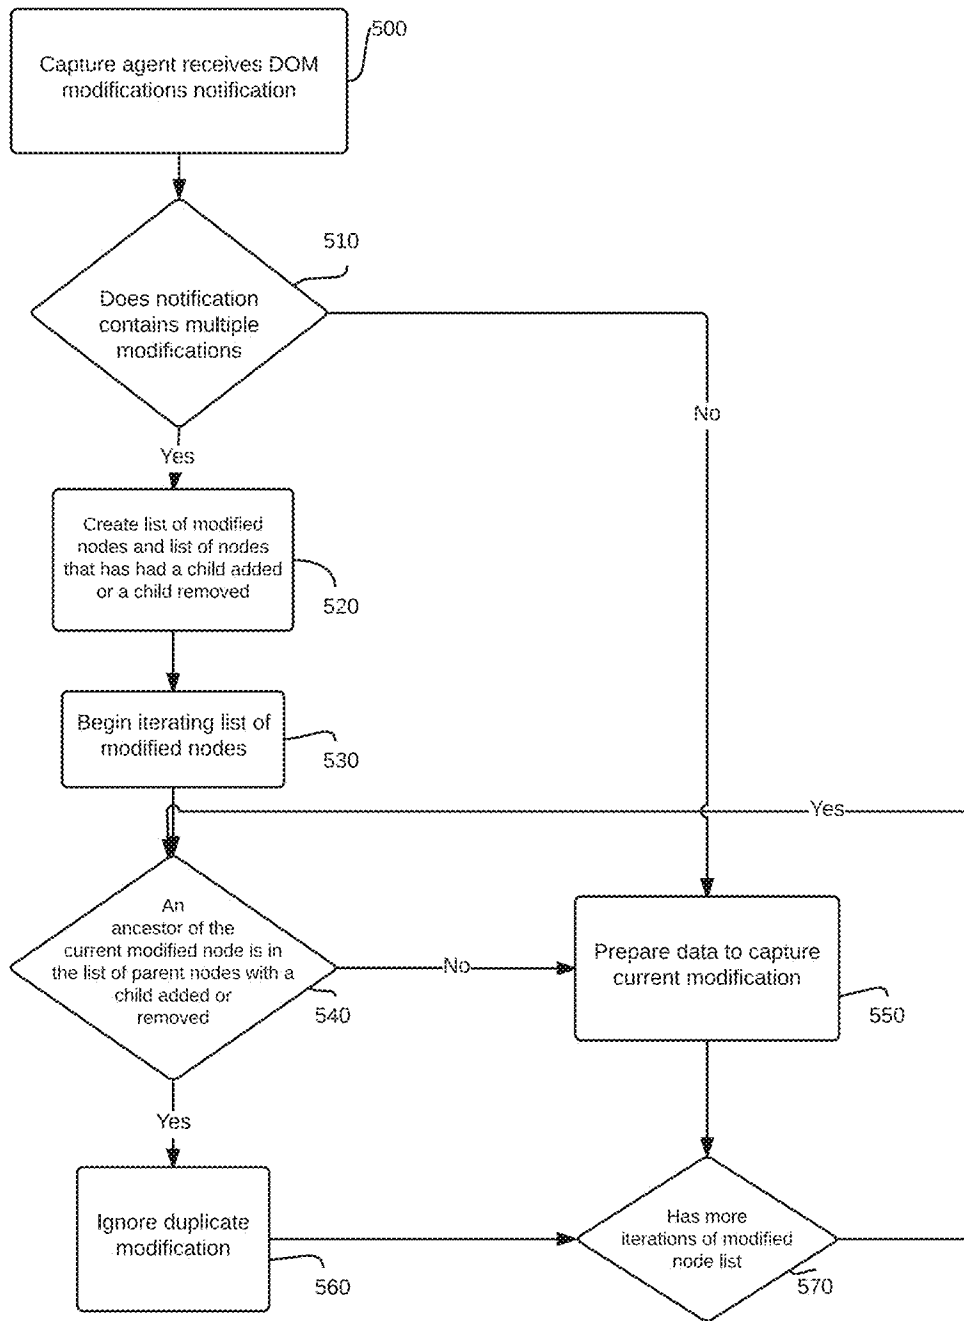 Capture agent receives DOM
modifications notification
500
510
Does notification
contains multiple
modifications
No
Yes
Create list of modified
nodes and list of nodes
that has had a child added
or a child removed
520
Begin iterating list of
modified nodes
530
Yes
An
ancestor of the
current modified node is in
the list of parent nodes with a
child added or
removed
540
No
Prepare data to capture
current modification
550
Yes
Ignore duplicate
modification
560
Has more
iterations of modified
node list
570